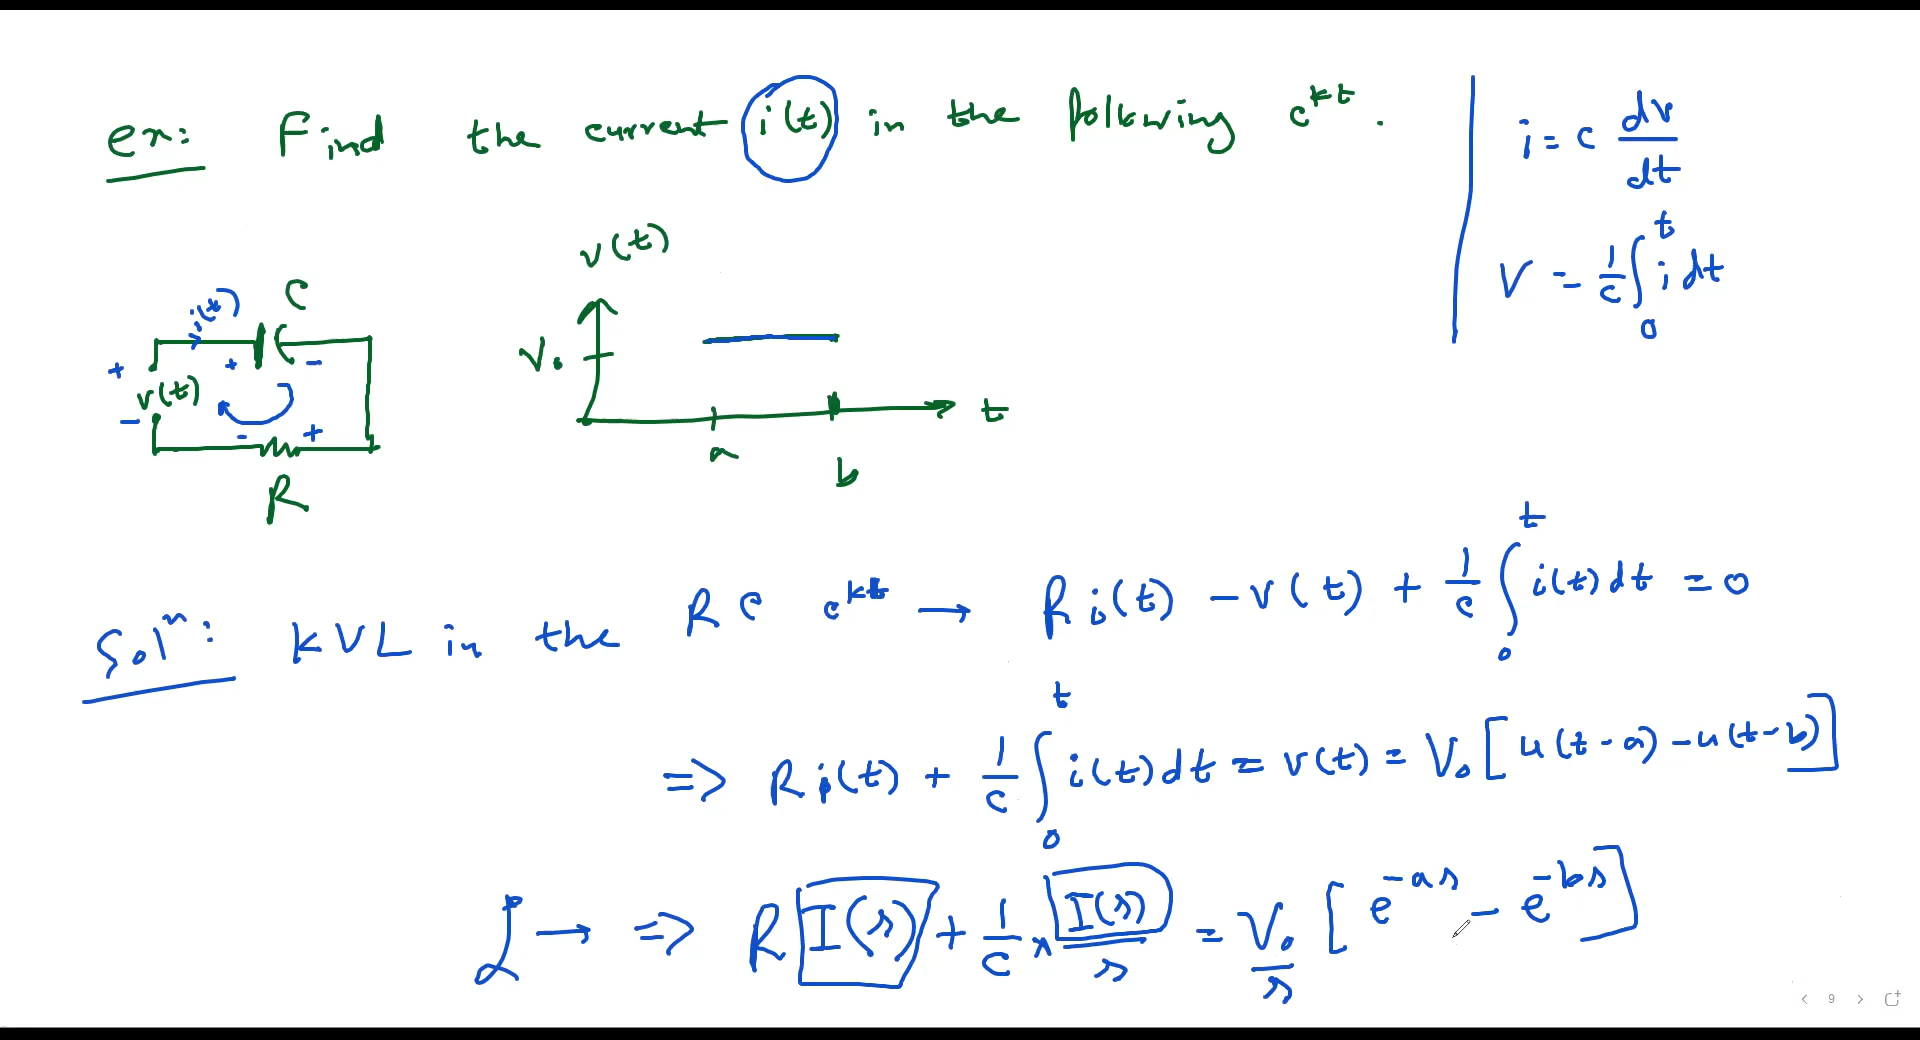 ex: Find the current i(t) in the following ckt.
i = c dv/dt
V = 1/c ∫₀ᵗ i dt
v(t)
i(t) C
V₀
+ + -
v(t)
- - +
t
a b
R
Solⁿ: KVL in the RC ckt → R i(t) - v(t) + 1/c ∫₀ᵗ i(t) dt = 0
=> R i(t) + 1/c ∫₀ᵗ i(t) dt = v(t) = V₀ [u(t-a) - u(t-b)]
ℒ → => R I(s) + 1/c × I(s)/s = V₀/s [e^-as - e^-bs]
9